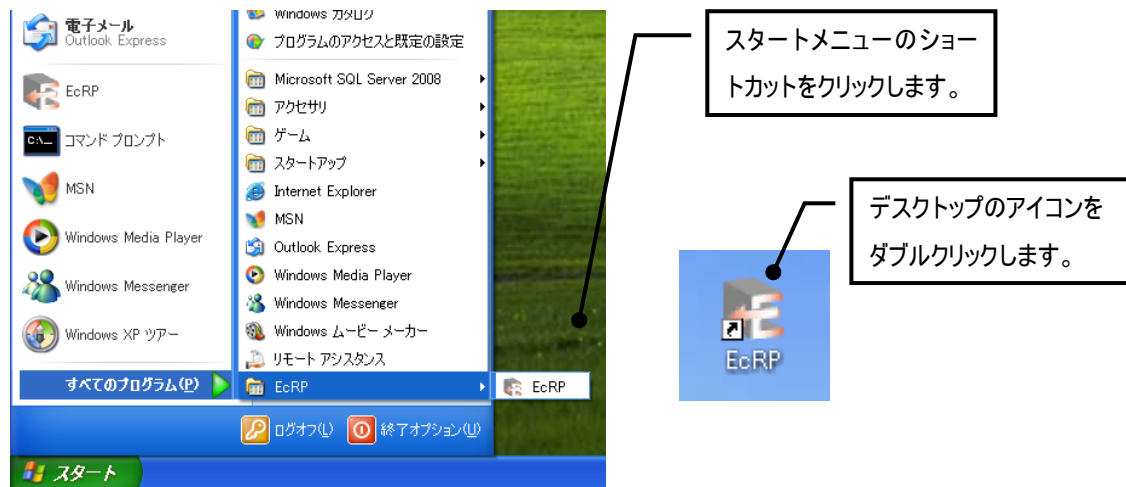 電子メール
Outlook Express
EcRP
コマンド プロンプト
MSN
Windows Media Player
Windows Messenger
Windows XP ツアー
すべてのプログラム(P)
Windows カタログ
プログラムのアクセスと既定の設定
Microsoft SQL Server 2008
アクセサリ
ゲーム
スタートアップ
Internet Explorer
MSN
Outlook Express
Windows Media Player
Windows Messenger
Windows ムービー メーカー
リモート アシスタンス
EcRP
EcRP
ログオフ(L)
終了オプション(U)
スタート
スタートメニューのショー
トカットをクリックします。
デスクトップのアイコンを
ダブルクリックします。
EcRP